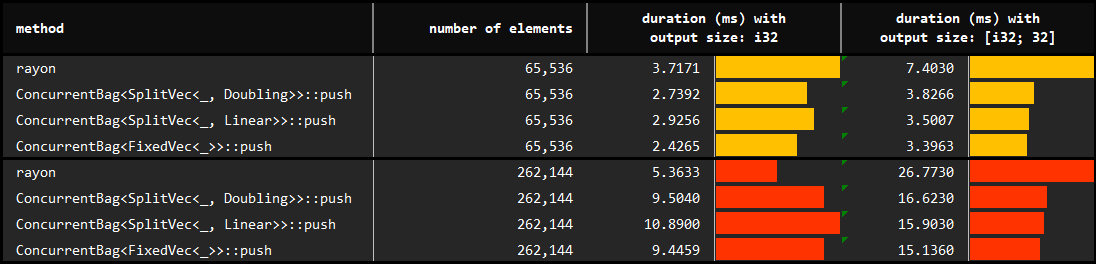 method number of elements duration (ms) with output size: i32 duration (ms) with output size: [i32; 32]
rayon 65,536 3.7171 7.4030
ConcurrentBag<SplitVec<_, Doubling>>::push 65,536 2.7392 3.8266
ConcurrentBag<SplitVec<_, Linear>>::push 65,536 2.9256 3.5007
ConcurrentBag<FixedVec<_>>::push 65,536 2.4265 3.3963
rayon 262,144 5.3633 26.7730
ConcurrentBag<SplitVec<_, Doubling>>::push 262,144 9.5040 16.6230
ConcurrentBag<SplitVec<_, Linear>>::push 262,144 10.8900 15.9030
ConcurrentBag<FixedVec<_>>::push 262,144 9.4459 15.1360